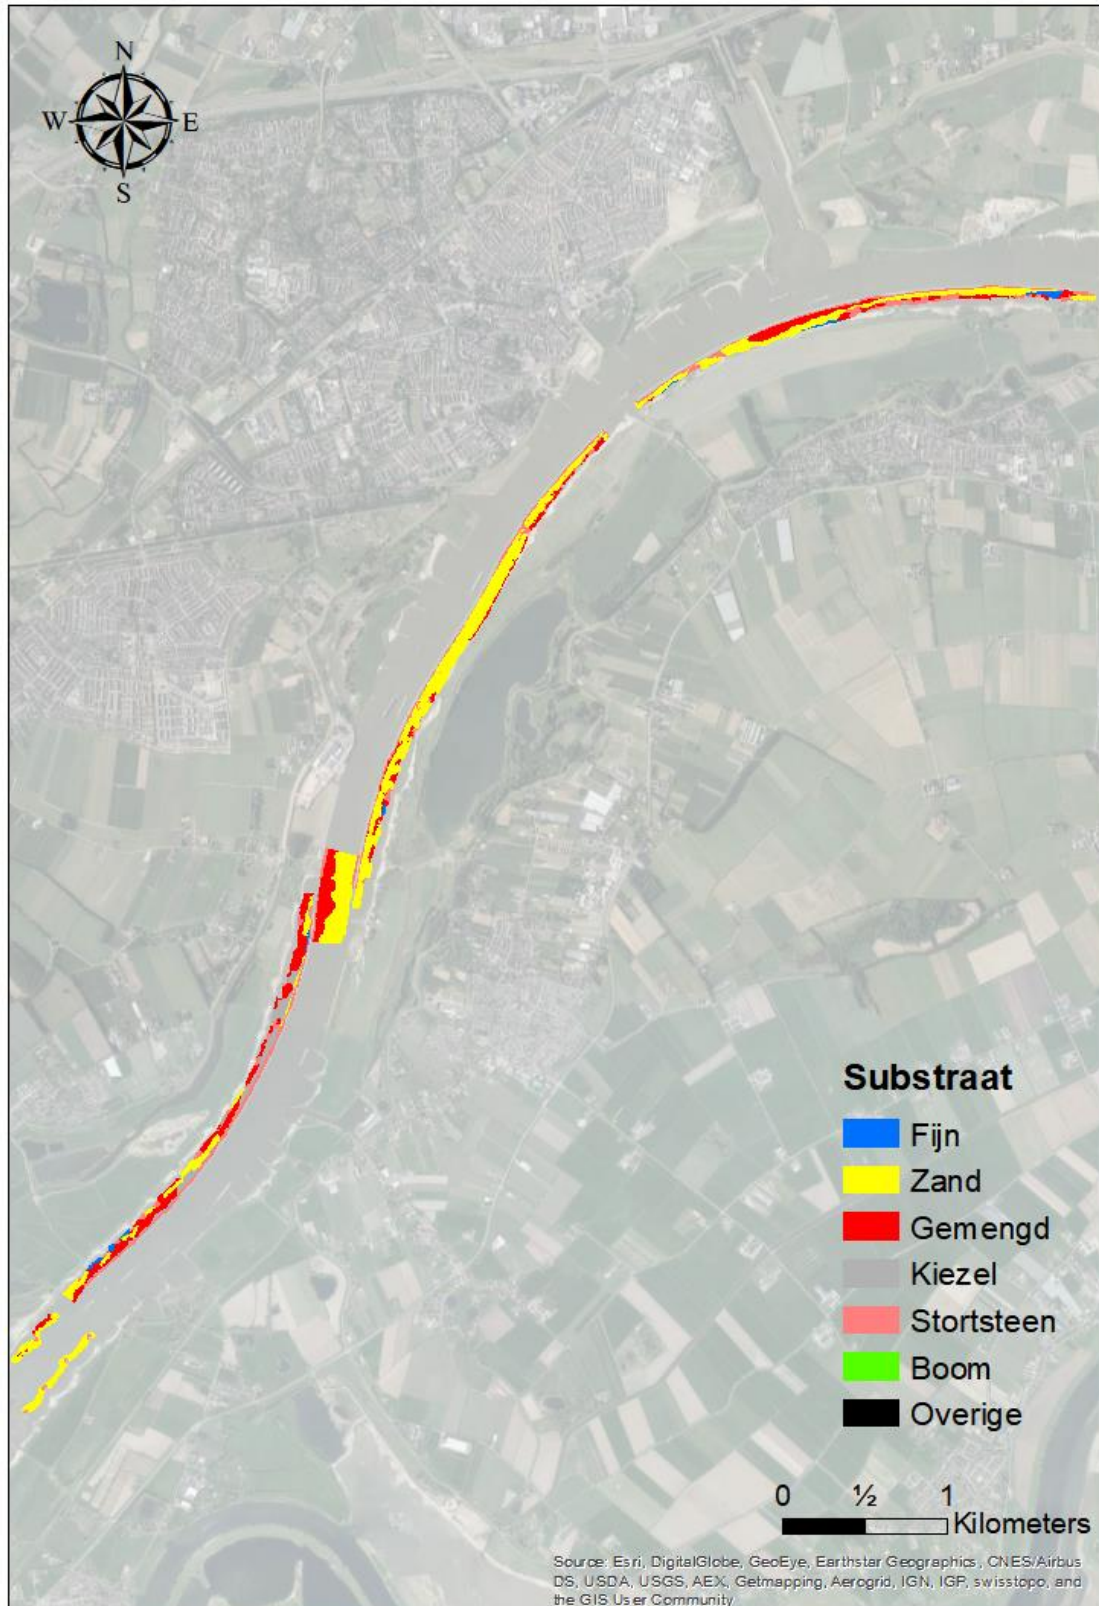 N
W E
S
Substraat
Fijn
Zand
Gemengd
Kiezel
Stortsteen
Boom
Overige
0 ½ 1
Kilometers
Source: Esri, DigitalGlobe, GeoEye, Earthstar Geographics, CNES/Airbus
DS, USDA, USGS, AEX, Getmapping, Aerogrid, IGN, IGP, swisstopo, and
the GIS User Community